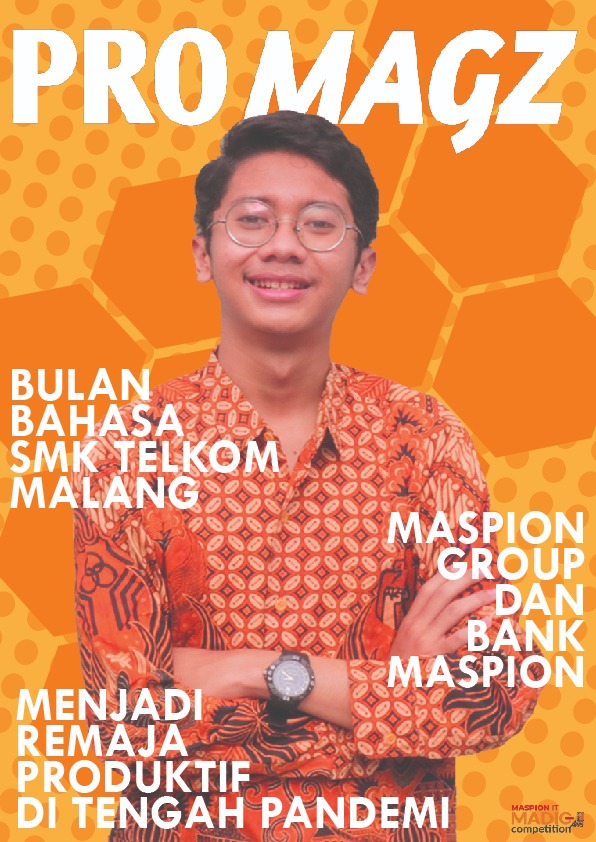 PRO MAGZ
BULAN
BAHASA
SMK TELKOM
MALANG
MASPION
GROUP
DAN
BANK
MASPION
MENJADI
REMAJA
PRODUKTIF
DI TENGAH PANDEMI
MASPION IT
MADIG
competition